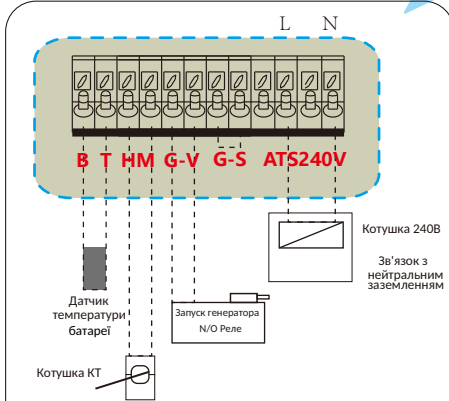 L N
B T HM G-V G-S ATS240V
Котушка 240В
Зв'язок з
нейтральним
заземленням
Датчик
температури
батареї
Запуск генератора
N/O Реле
Котушка КТ